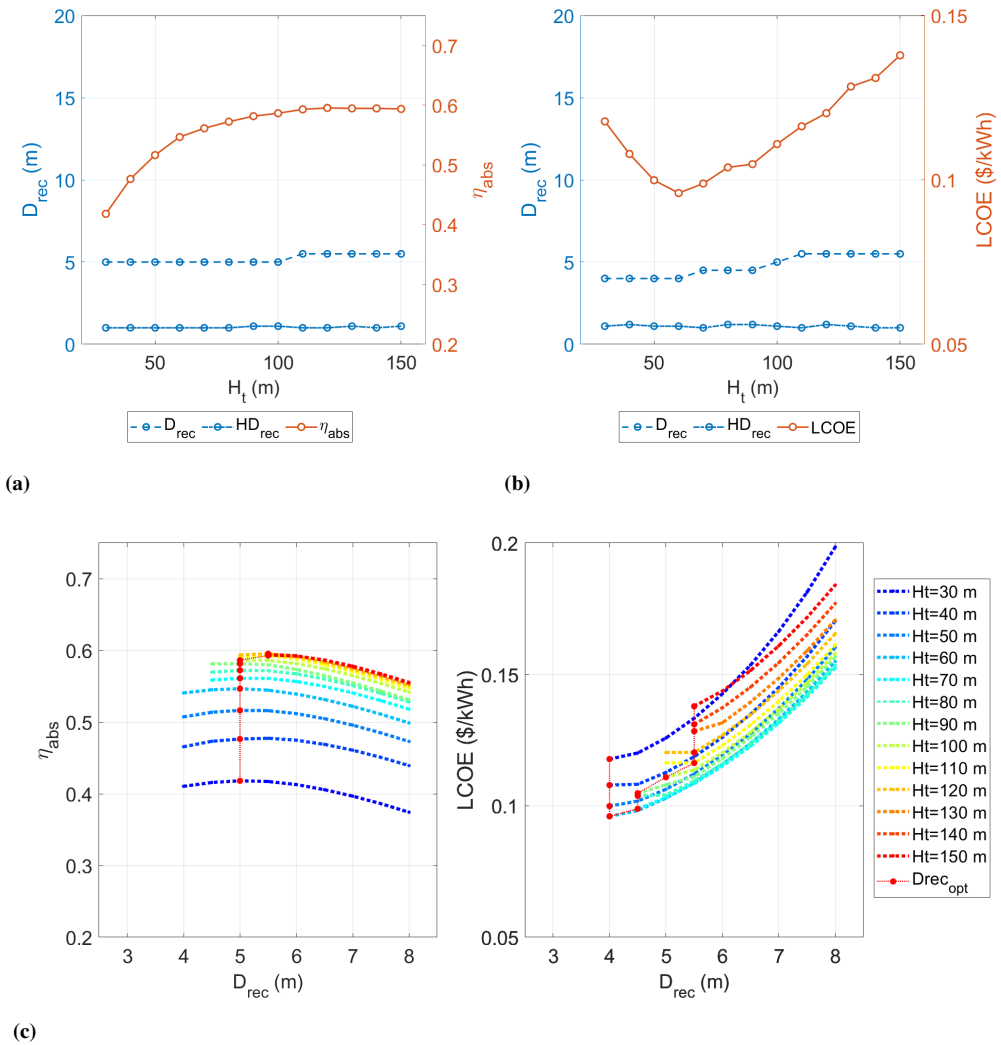 20
15
10
5
0
D_rec (m)
0.7
0.6
0.5
0.4
0.3
0.2
η_abs
50 100 150
H_t (m)
D_rec HD_rec η_abs
(a)
20
15
10
5
0
D_rec (m)
0.15
0.1
0.05
LCOE ($/kWh)
50 100 150
H_t (m)
D_rec HD_rec LCOE
(b)
0.7
0.6
0.5
0.4
0.3
0.2
η_abs
3 4 5 6 7 8
D_rec (m)
0.2
0.15
0.1
0.05
LCOE ($/kWh)
3 4 5 6 7 8
D_rec (m)
Ht=30 m
Ht=40 m
Ht=50 m
Ht=60 m
Ht=70 m
Ht=80 m
Ht=90 m
Ht=100 m
Ht=110 m
Ht=120 m
Ht=130 m
Ht=140 m
Ht=150 m
Drec_opt
(c)